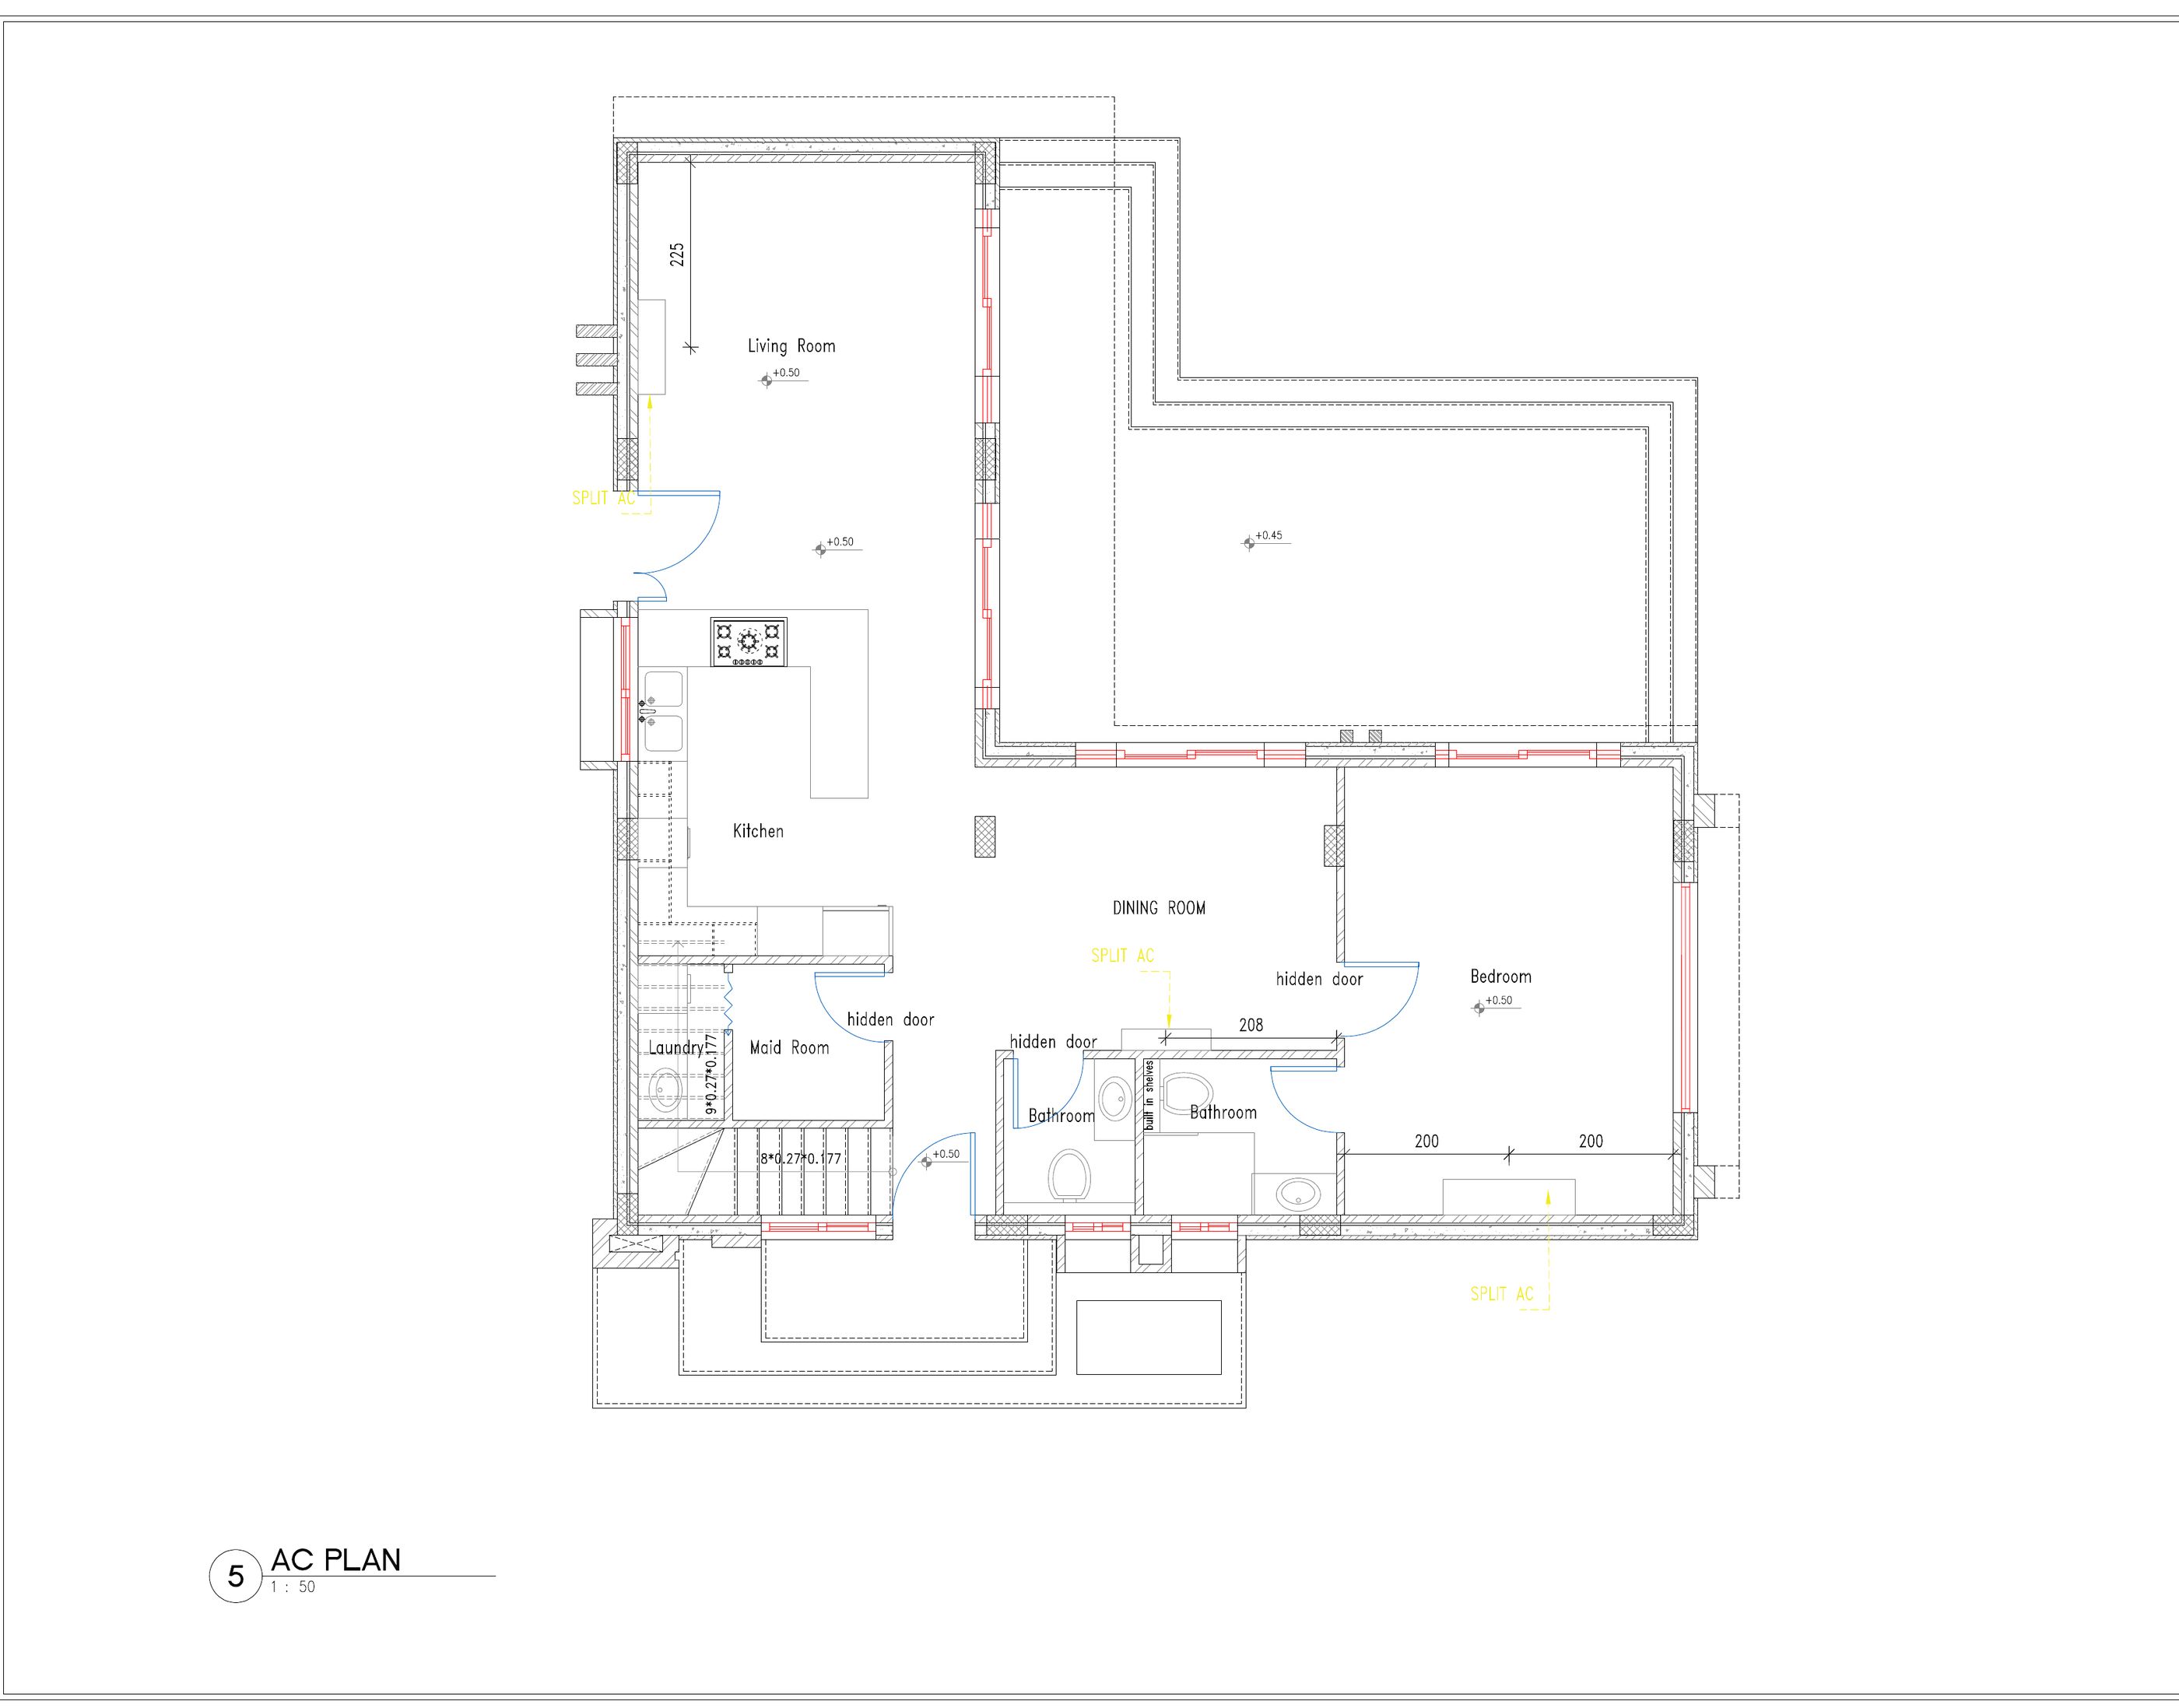 225
Living Room
+0.50
SPLIT AC
+0.50
+0.45
Kitchen
DINING ROOM
SPLIT AC
hidden door
Bedroom
+0.50
hidden door
208
hidden door
Laundry
Maid Room
9*0.27*0.177
built in shelves
Bathroom
Bathroom
200
200
8*0.27*0.177
+0.50
SPLIT AC
5
AC PLAN
1 : 50